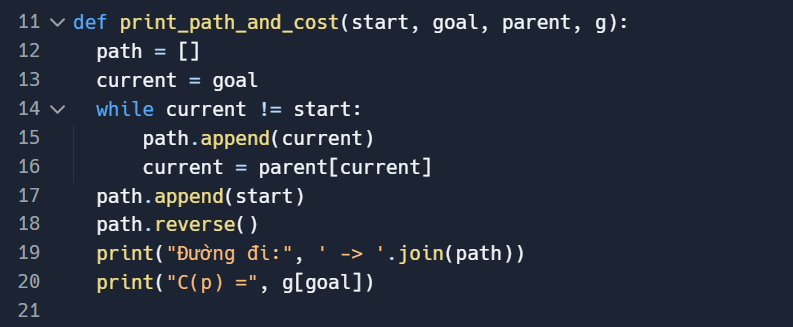 11 def print_path_and_cost(start, goal, parent, g):
12     path = []
13     current = goal
14     while current != start:
15         path.append(current)
16         current = parent[current]
17     path.append(start)
18     path.reverse()
19     print("Đường đi:", ' -> '.join(path))
20     print("C(p) =", g[goal])
21